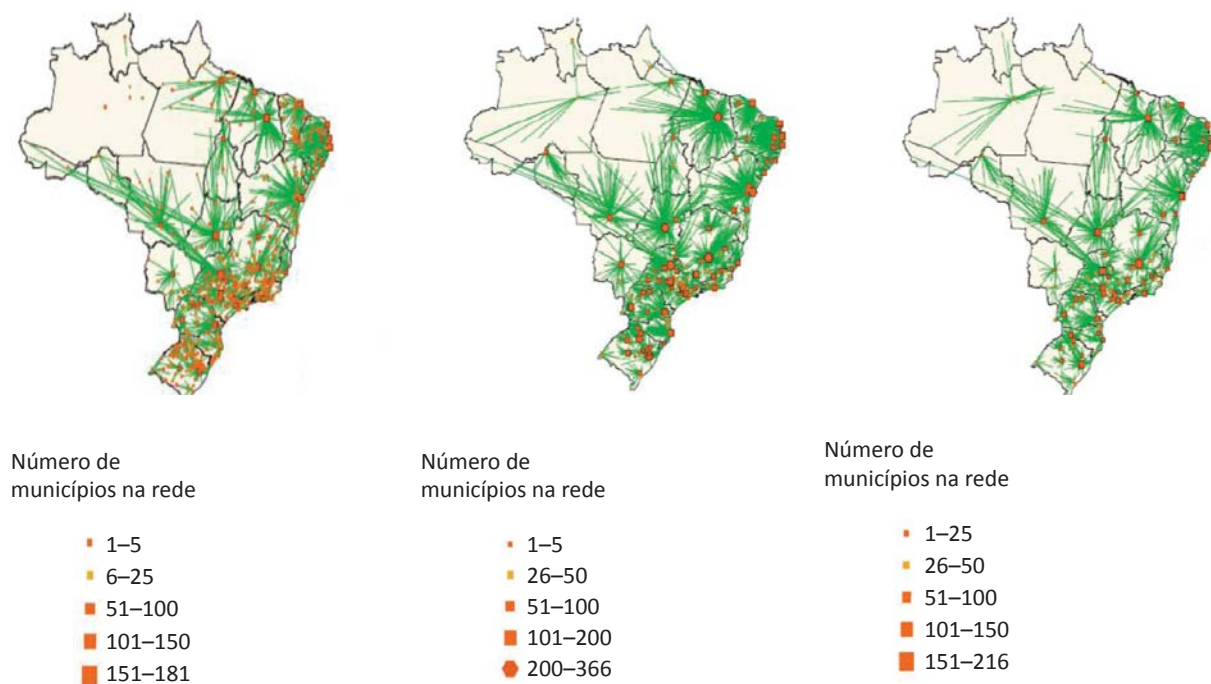 Número de
municípios na rede
1–5
6–25
51–100
101–150
151–181
Número de
municípios na rede
1–5
26–50
51–100
101–200
200–366
Número de
municípios na rede
1–25
26–50
51–100
101–150
151–216